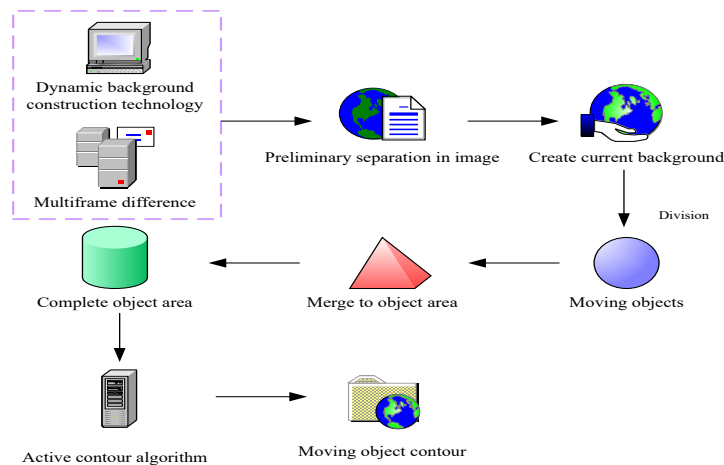 Dynamic background
construction technology
Multiframe difference
Preliminary separation in image
Create current background
Division
Complete object area
Merge to object area
Moving objects
Active contour algorithm
Moving object contour